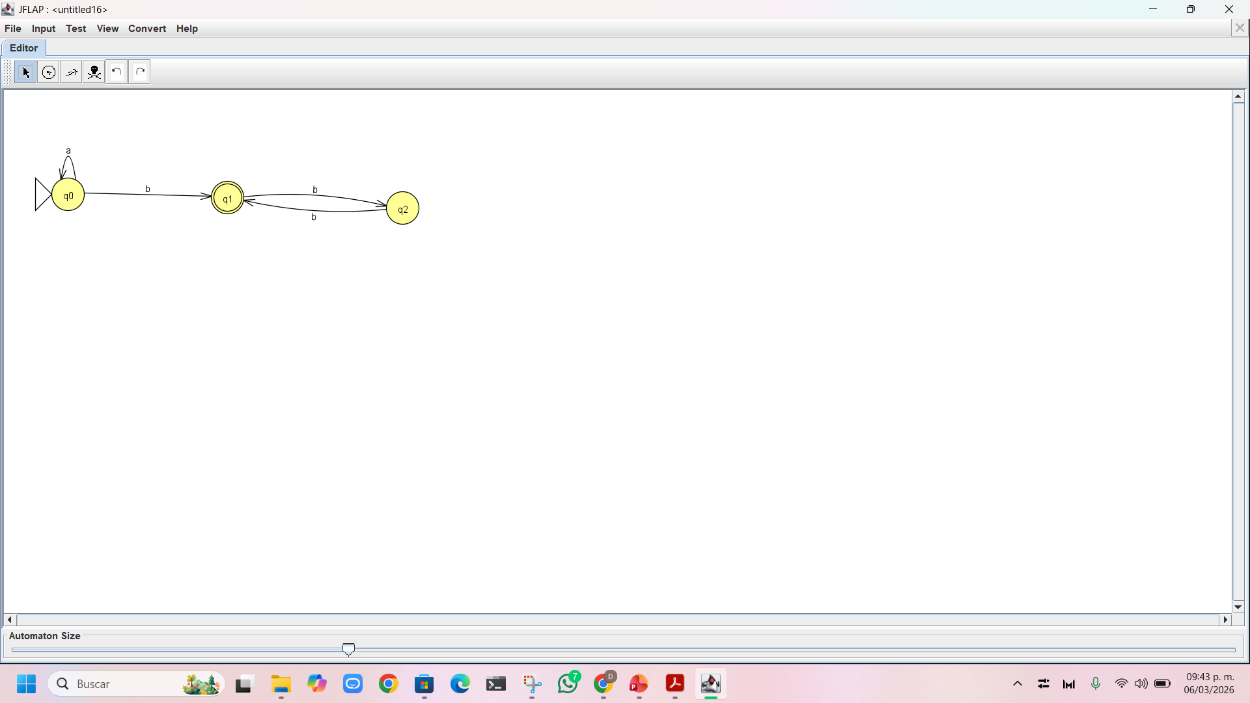 JFLAP : <untitled16>
File Input Test View Convert Help
Editor
a
q0
b
q1
b
b
q2
Automaton Size
Buscar
7
09:43 p. m.
06/03/2026